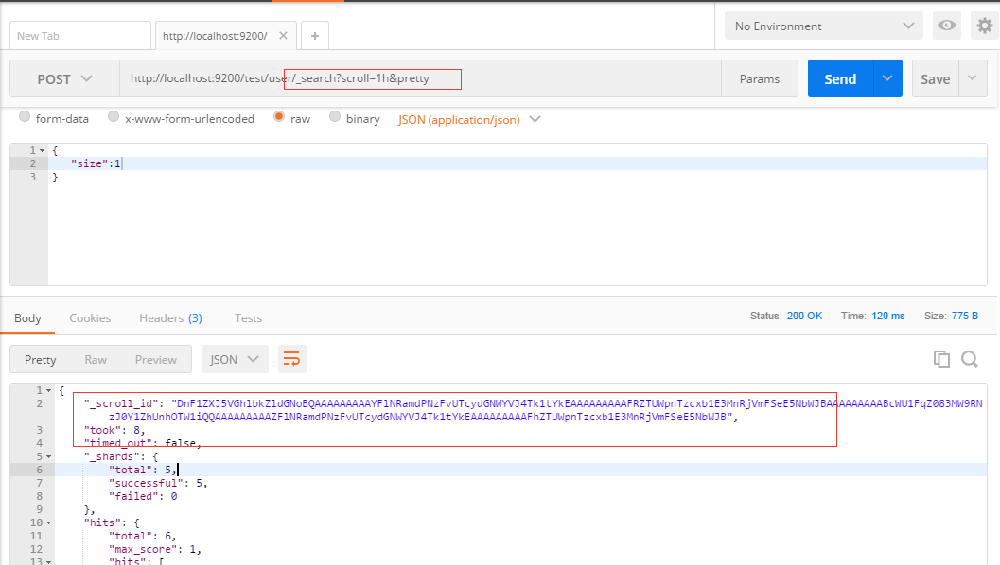 New Tab
http://localhost:9200/
No Environment
POST
http://localhost:9200/test/user/_search?scroll=1h&pretty
Params
Send
Save
form-data
x-www-form-urlencoded
raw
binary
JSON (application/json)
1 {
2 "size":1
3 }
Body
Cookies
Headers (3)
Tests
Status: 200 OK
Time: 120 ms
Size: 775 B
Pretty
Raw
Preview
JSON
1 {
2 "_scroll_id": "DnF1ZXJ5VGhlbkZldGNoBQAAAAAAAAAYFlNRamdPNzFvUTcydGNWYVJ4Tk1tYkEAAAAAAAAAFRZTUWpnTzcxb1E3MnRjVmFSeE5NbWJBAAAAAAAAABcWU1FqZ083MW9RN
zJ0Y1ZhUnhOTW1iQQAAAAAAAAAZFlNRamdPNzFvUTcydGNWYVJ4Tk1tYkEAAAAAAAAAFhZTUWpnTzcxb1E3MnRjVmFSeE5NbWJB",
3 "took": 8,
4 "timed_out": false,
5 "_shards": {
6 "total": 5,
7 "successful": 5,
8 "failed": 0
9 },
10 "hits": {
11 "total": 6,
12 "max_score": 1,
13 "hits": [